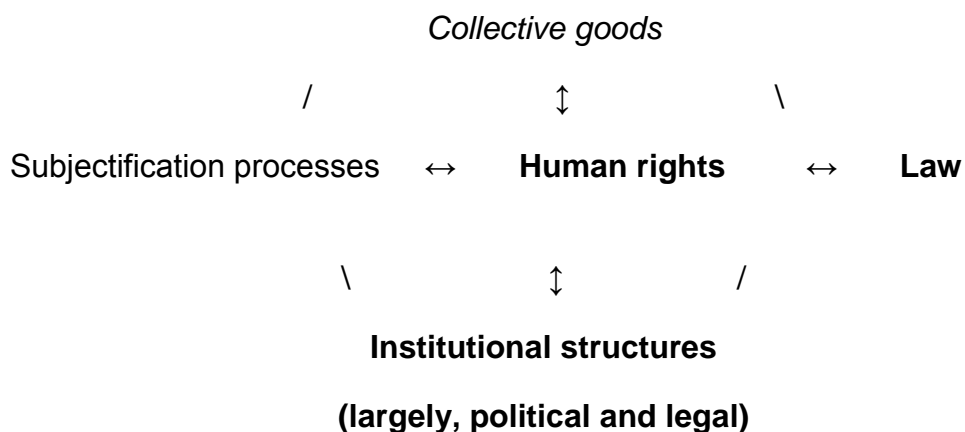 Collective goods
/ ↕ \
Subjectification processes ↔ Human rights ↔ Law
\ ↕ /
Institutional structures
(largely, political and legal)